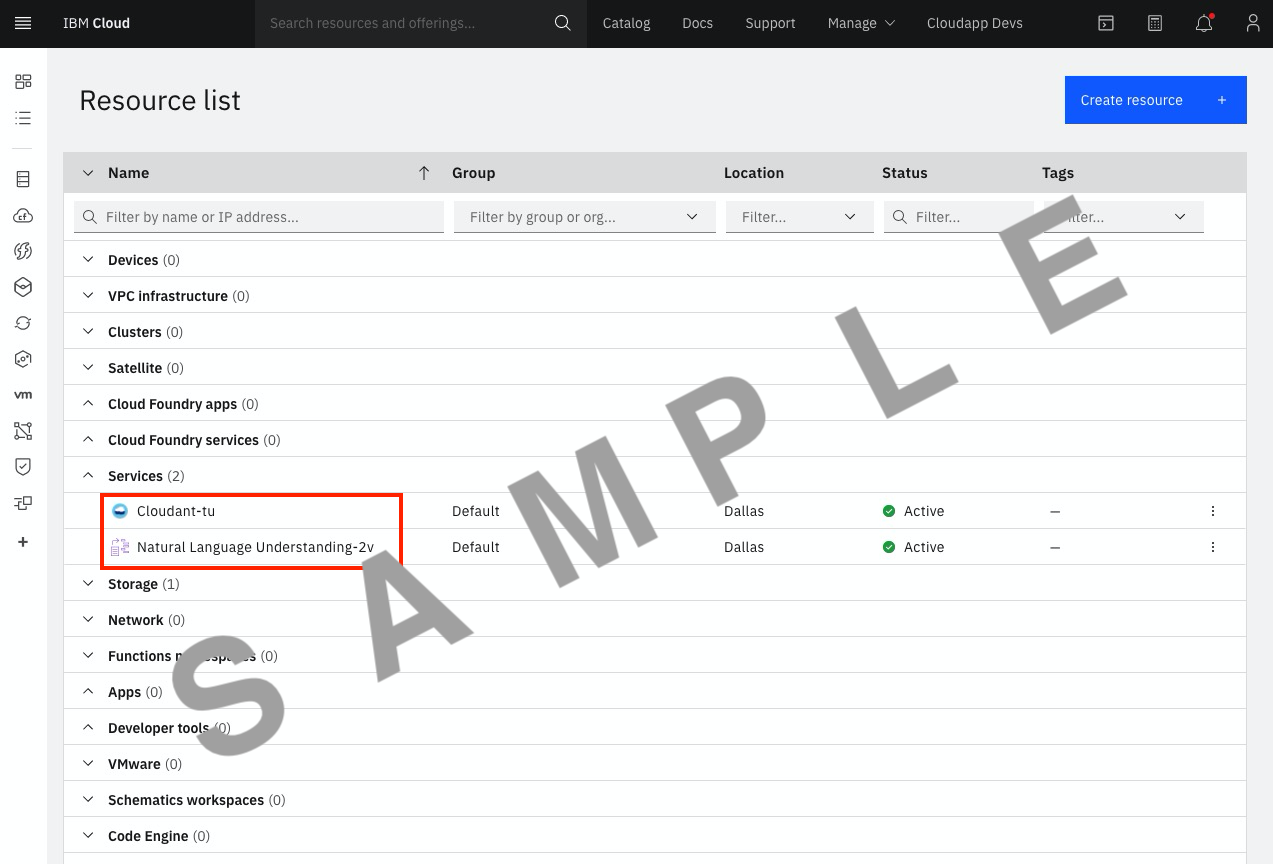 IBM Cloud Search resources and offerings... Catalog Docs Support Manage Cloudapp Devs
Resource list
Create resource +
Name Group Location Status Tags
Filter by name or IP address... Filter by group or org... Filter... Filter...
Devices (0)
VPC infrastructure (0)
Clusters (0)
Satellite (0)
Cloud Foundry apps (0)
Cloud Foundry services (0)
Services (2)
Cloudant-tu Default Dallas Active —
Natural Language Understanding-2v Default Dallas Active —
Storage (1)
Network (0)
Functions (0)
Apps (0)
Developer tools (0)
VMware (0)
Schematics workspaces (0)
Code Engine (0)
vm
+
SAMPLE